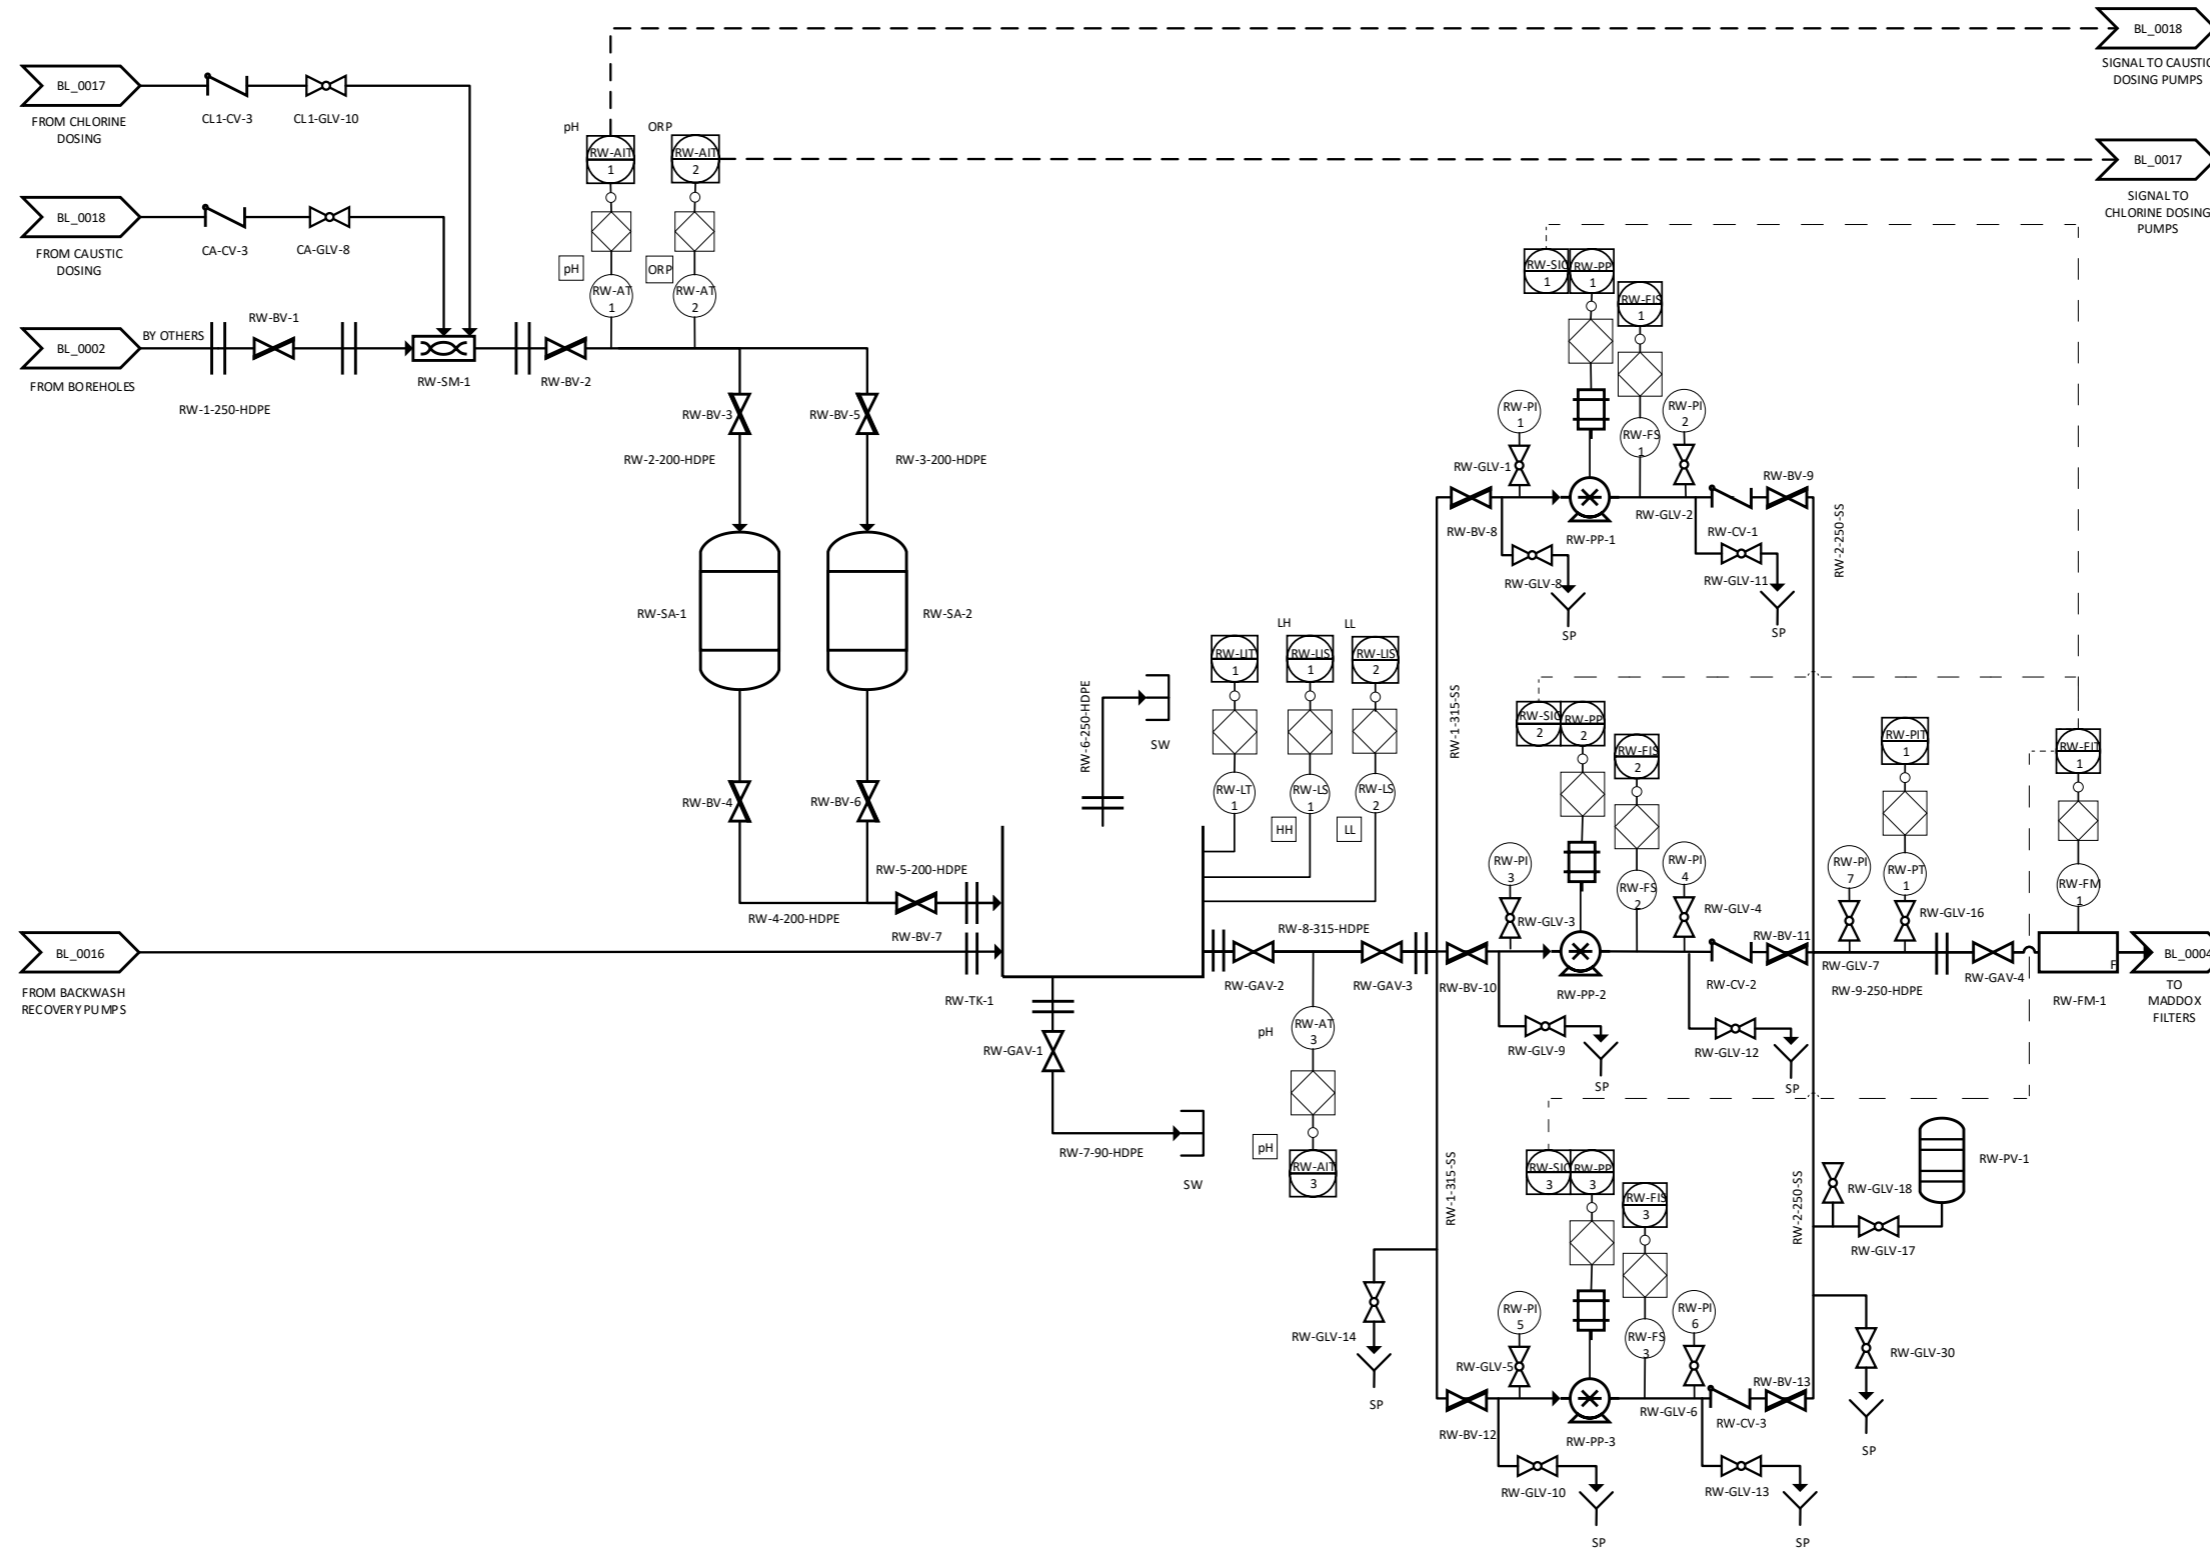 BL_0018
SIGNAL TO CAUSTIC
DOSING PUMPS
BL_0017
FROM CHLORINE
DOSING
CL1-CV-3
CL1-GLV-10
pH
ORP
RW-AIT
1
RW-AIT
2
BL_0017
SIGNAL TO
CHLORINE DOSING
PUMPS
BL_0018
FROM CAUSTIC
DOSING
CA-CV-3
CA-GLV-8
pH
ORP
RW-AT
1
RW-AT
2
BL_0002
BY OTHERS
FROM BOREHOLES
RW-BV-1
RW-1-250-HDPE
RW-SM-1
RW-BV-2
RW-BV-3
RW-BV-5
RW-2-200-HDPE
RW-3-200-HDPE
RW-SA-1
RW-SA-2
RW-BV-4
RW-BV-6
RW-5-200-HDPE
RW-4-200-HDPE
RW-BV-7
BL_0016
FROM BACKWASH
RECOVERY PUMPS
RW-TK-1
RW-6-250-HDPE
SW
RW-GAV-1
RW-7-90-HDPE
SW
LH
LL
RW-LIT
1
RW-LIS
1
RW-LIS
2
RW-LT
1
RW-LS
1
RW-LS
2
HH
LL
RW-8-315-HDPE
RW-GAV-2
RW-GAV-3
pH
RW-AT
3
pH
RW-AIT
3
RW-1-315-SS
RW-1-315-SS
RW-SIC
1
RW-PP
1
RW-FIS
1
RW-PI
1
RW-FS
1
RW-PI
2
RW-GLV-1
RW-BV-8
RW-PP-1
RW-GLV-2
RW-BV-9
RW-CV-1
RW-GLV-8
SP
RW-GLV-11
SP
RW-2-250-SS
RW-SIC
2
RW-PP
2
RW-FIS
2
RW-PI
3
RW-FS
2
RW-PI
4
RW-GLV-3
RW-GLV-4
RW-BV-10
RW-PP-2
RW-BV-11
RW-CV-2
RW-GLV-9
SP
RW-GLV-12
SP
RW-PIT
1
RW-FIT
1
RW-PI
7
RW-PT
1
RW-FM
1
RW-GLV-16
RW-GLV-7
RW-9-250-HDPE
RW-GAV-4
F
RW-FM-1
BL_0004
TO
MADDOX
FILTERS
RW-SIC
3
RW-PP
3
RW-FIS
3
RW-2-250-SS
RW-GLV-18
RW-PV-1
RW-GLV-17
RW-GLV-14
SP
RW-PI
5
RW-FS
3
RW-PI
6
RW-GLV-5
RW-BV-12
RW-PP-3
RW-GLV-6
RW-CV-3
RW-BV-13
RW-GLV-30
SP
RW-GLV-10
SP
RW-GLV-13
SP